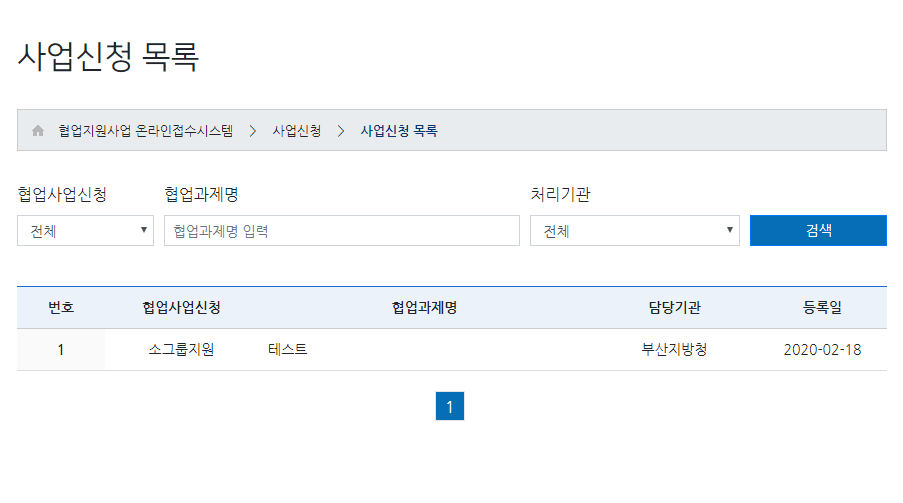 사업신청 목록
협업지원사업 온라인접수시스템 > 사업신청 > 사업신청 목록
협업사업신청 협업과제명 처리기관
전체 협업과제명 입력 전체 검색
번호 협업사업신청 협업과제명 담당기관 등록일
1 소그룹지원 테스트 부산지방청 2020-02-18
1